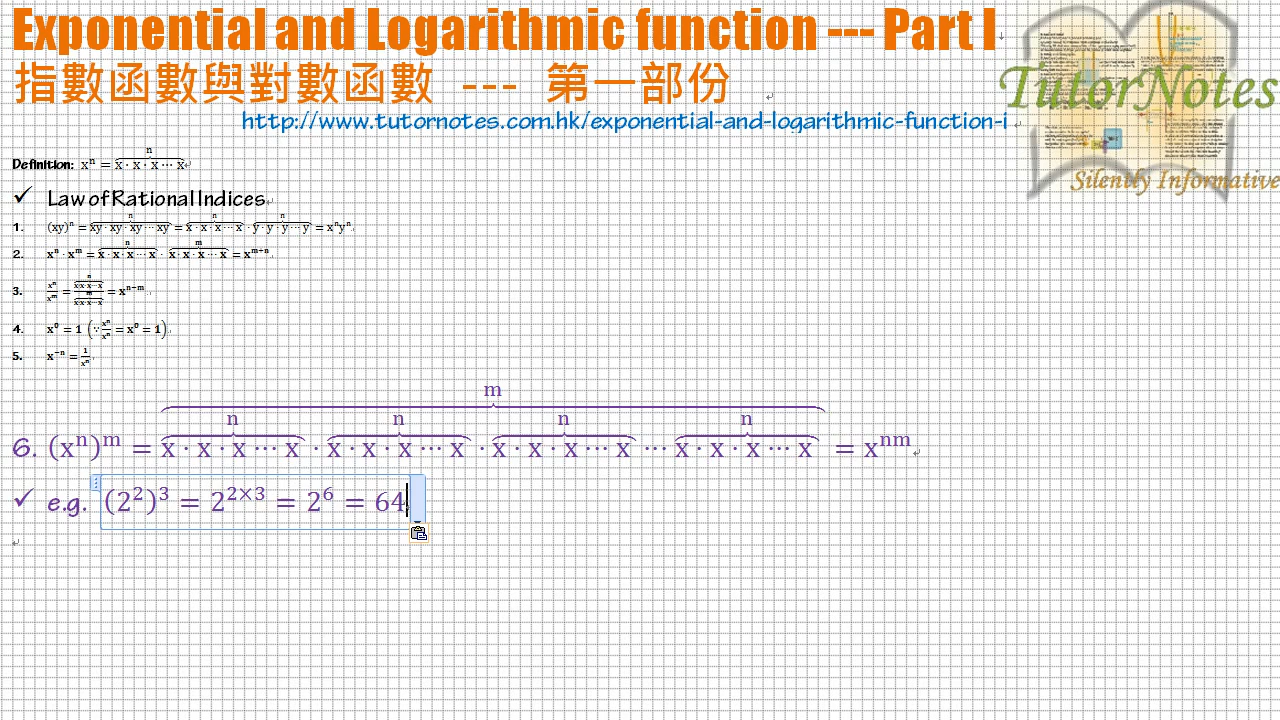 Exponential and Logarithmic function --- Part I
指數函數與對數函數 --- 第一部份
TutorNotes
http://www.tutornotes.com.hk/exponential-and-logarithmic-function-i
Silently Informative
Definition: xⁿ = x · x · x ⋯ x (n)
✓ Law of Rational Indices
1. (xy)ⁿ = xy · xy · xy ⋯ xy (n) = x · x · x ⋯ x (n) · y · y · y ⋯ y (n) = xⁿyⁿ
2. xⁿ · xᵐ = x · x · x ⋯ x (n) · x · x · x ⋯ x (m) = xᵐ⁺ⁿ
3. xⁿ/xᵐ = x·x·x⋯x (n) / x·x·x⋯x (m) = xⁿ⁻ᵐ
4. x⁰ = 1 (∵ xⁿ/xⁿ = x⁰ = 1)
5. x⁻ⁿ = 1/xⁿ
m
n n n n
6. (xⁿ)ᵐ = x · x · x ⋯ x · x · x · x ⋯ x · x · x · x ⋯ x ⋯ x · x · x ⋯ x = xⁿᵐ
✓ e.g. (2²)³ = 2²ˣ³ = 2⁶ = 64